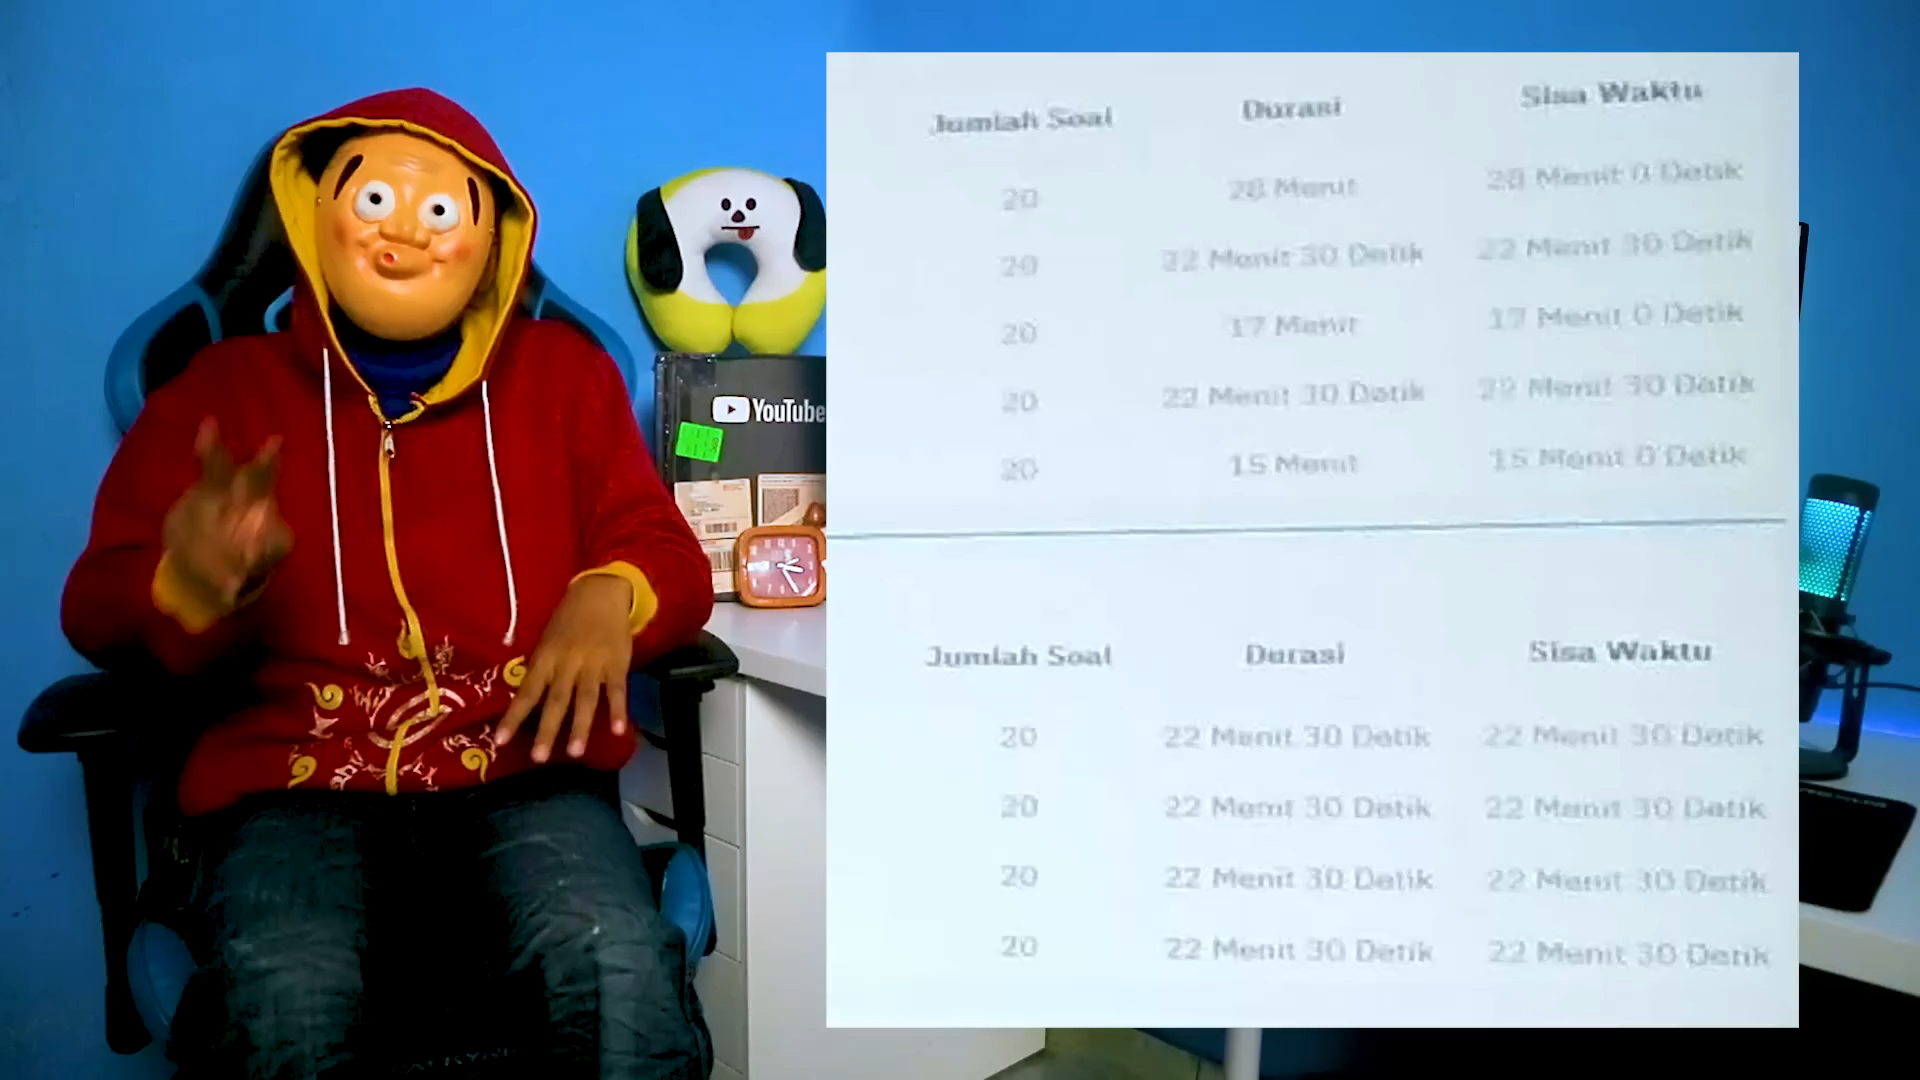 YouTube
Jumlah Soal Durasi Sisa Waktu
20 28 Menit 28 Menit 0 Detik
20 22 Menit 30 Detik 22 Menit 30 Detik
20 17 Menit 17 Menit 0 Detik
20 22 Menit 30 Detik 22 Menit 30 Detik
20 15 Menit 15 Menit 0 Detik
Jumlah Soal Durasi Sisa Waktu
20 22 Menit 30 Detik 22 Menit 30 Detik
20 22 Menit 30 Detik 22 Menit 30 Detik
20 22 Menit 30 Detik 22 Menit 30 Detik
20 22 Menit 30 Detik 22 Menit 30 Detik